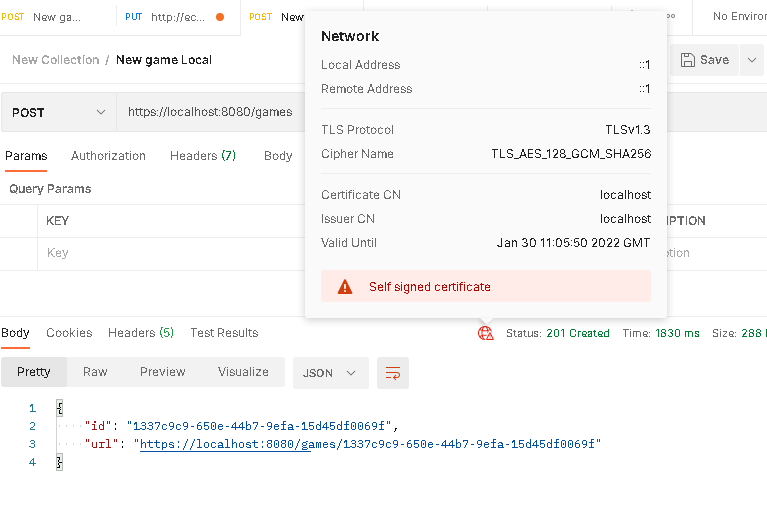 POST New ga... PUT http://ec... POST New No Environ
New Collection / New game Local Save
POST https://localhost:8080/games
Params Authorization Headers (7) Body
Query Params
KEY
Key
Network
Local Address ::1
Remote Address ::1
TLS Protocol TLSv1.3
Cipher Name TLS_AES_128_GCM_SHA256
Certificate CN localhost
Issuer CN localhost
Valid Until Jan 30 11:05:50 2022 GMT
Self signed certificate
IPTION
ption
Body Cookies Headers (5) Test Results Status: 201 Created Time: 1830 ms Size: 288
Pretty Raw Preview Visualize JSON
1 {
2 "id": "1337c9c9-650e-44b7-9efa-15d45df0069f",
3 "url": "https://localhost:8080/games/1337c9c9-650e-44b7-9efa-15d45df0069f"
4 }